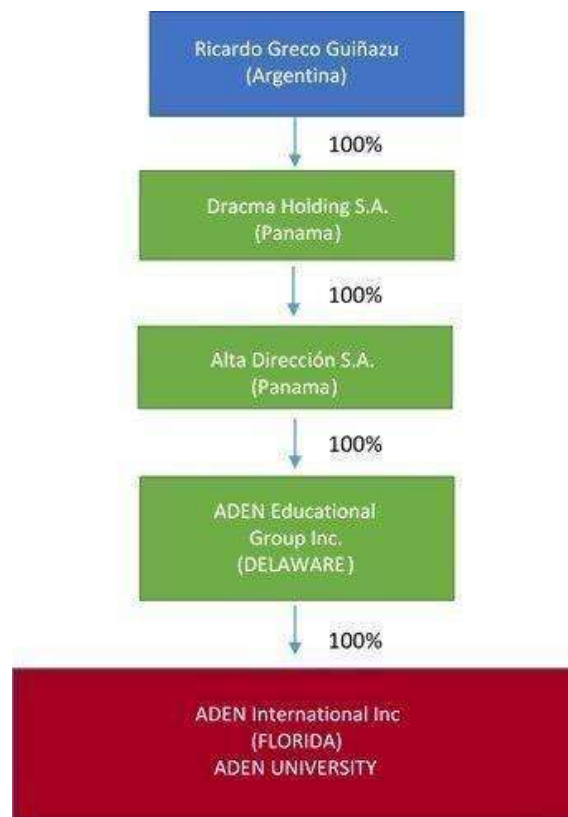 Ricardo Greco Guiñazu
(Argentina)
100%
Dracma Holding S.A.
(Panama)
100%
Alta Dirección S.A.
(Panama)
100%
ADEN Educational
Group Inc.
(DELAWARE)
100%
ADEN International Inc
(FLORIDA)
ADEN UNIVERSITY